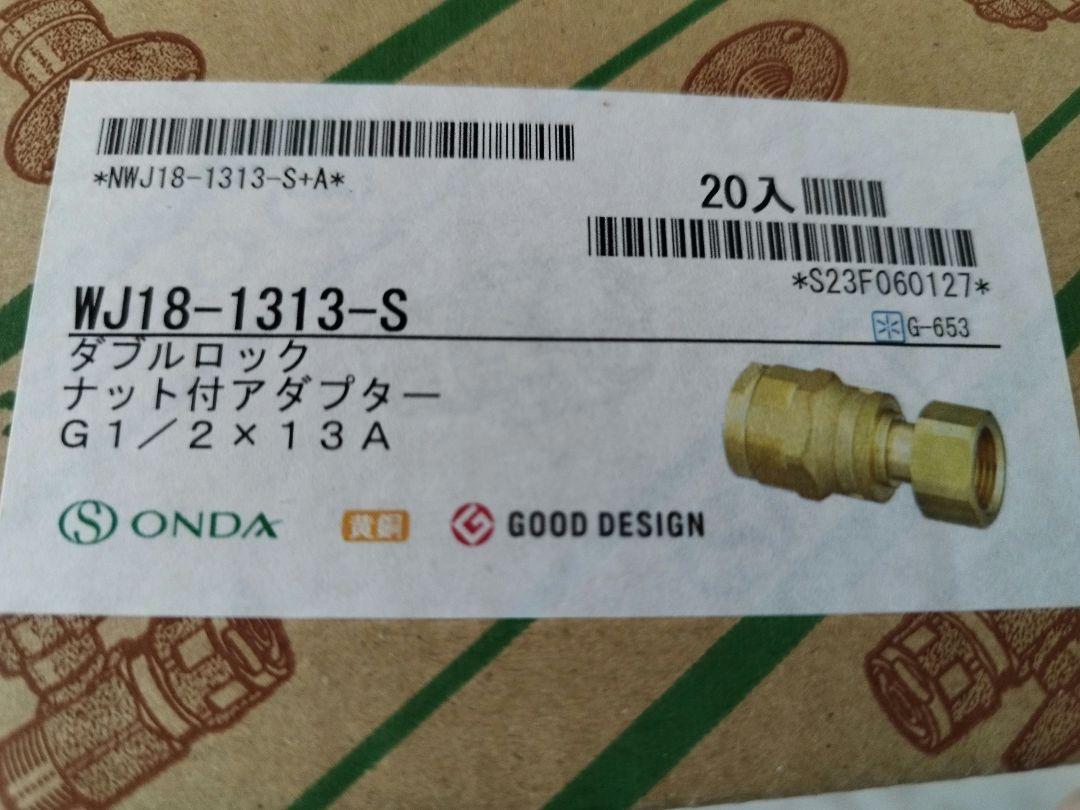 *NWJ18-1313-S+A*
20入
*S23F060127*
WJ18-1313-S
G-653
ダブルロック
ナット付アダプター
G1/2×13A
ONDA 黄銅 GOOD DESIGN